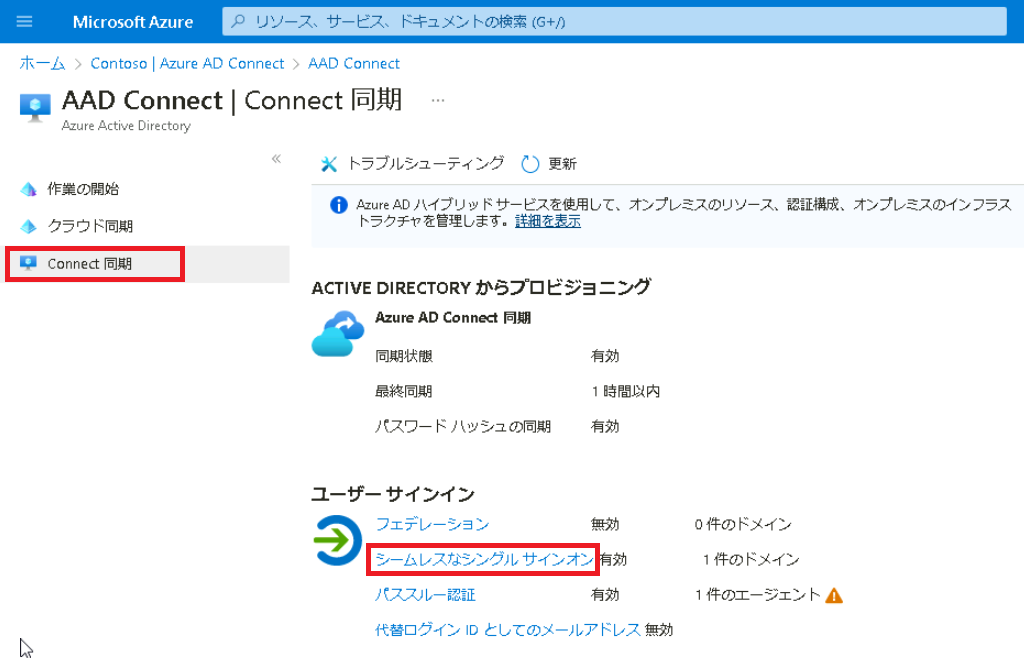 Microsoft Azure
リソース、サービス、ドキュメントの検索 (G+/)
ホーム > Contoso | Azure AD Connect > AAD Connect
AAD Connect | Connect 同期 ...
Azure Active Directory
«
トラブルシューティング 更新
作業の開始
クラウド同期
Connect 同期
Azure AD ハイブリッド サービスを使用して、オンプレミスのリソース、認証構成、オンプレミスのインフラス
トラクチャを管理します。詳細を表示
ACTIVE DIRECTORY からプロビジョニング
Azure AD Connect 同期
同期状態 有効
最終同期 1 時間以内
パスワード ハッシュの同期 有効
ユーザー サインイン
フェデレーション 無効 0 件のドメイン
シームレスなシングル サインオン 有効 1 件のドメイン
パススルー認証 有効 1 件のエージェント
代替ログイン ID としてのメールアドレス 無効